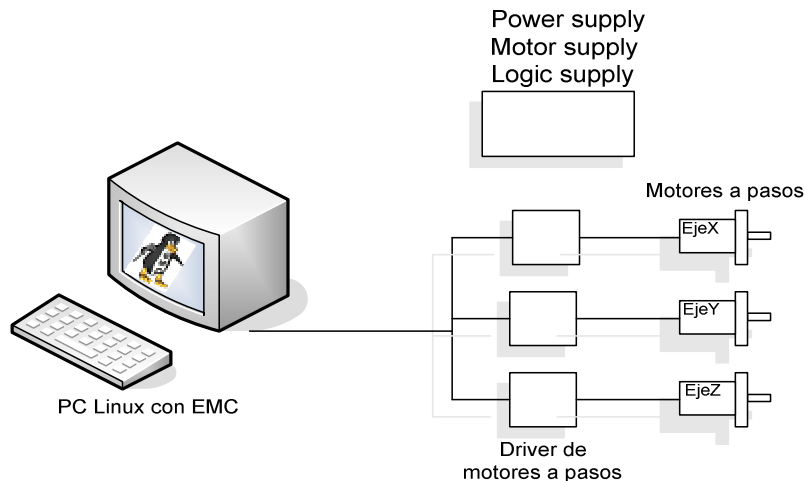 Power supply
Motor supply
Logic supply
Motores a pasos
EjeX
EjeY
EjeZ
PC Linux con EMC
Driver de
motores a pasos